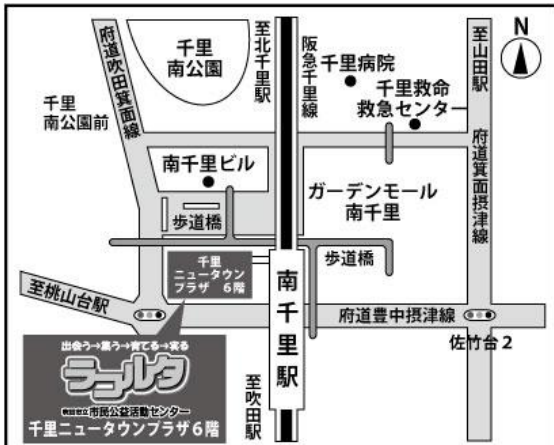 府道吹田箕面線
千里
南公園
至北千里駅
阪急千里線
千里病院
千里救命
救急センター
至山田駅
N
千里
南公園前
南千里ビル
ガーデンモール
南千里
府道箕面摂津線
歩道橋
千里
ニュータウン
プラザ 6階
歩道橋
至桃山台駅
南千里駅
府道豊中摂津線
佐竹台2
出会う→集う→育てる→実る
ラコルタ
吹田市立市民公益活動センター
千里ニュータウンプラザ6階
至吹田駅